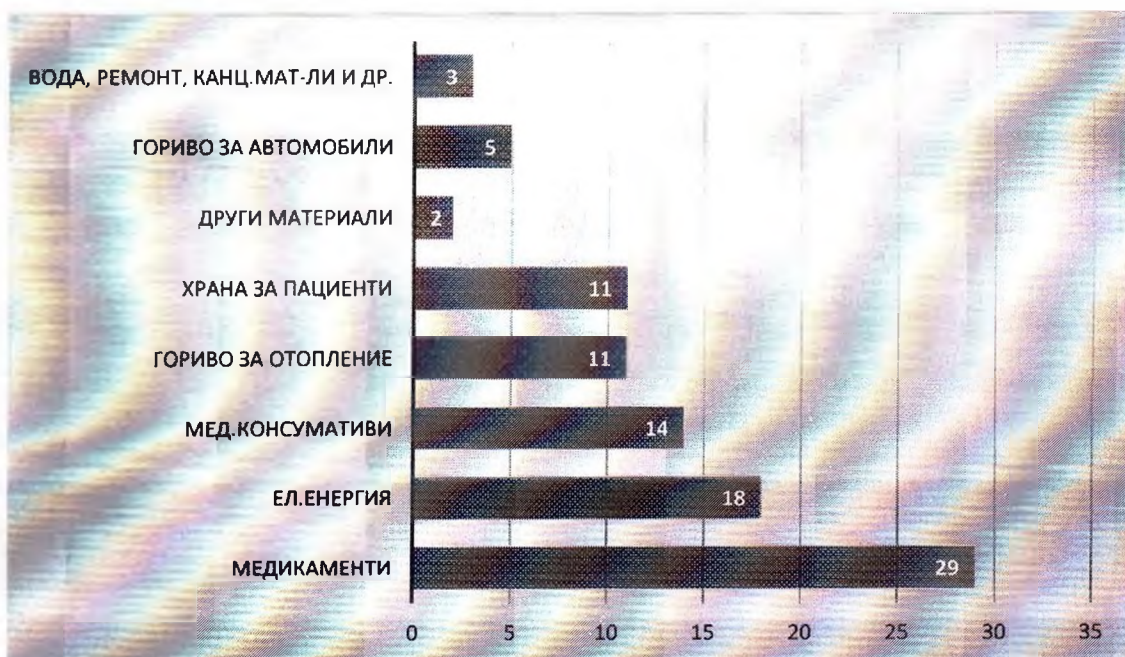 ВОДА, РЕМОНТ, КАНЦ.МАТ-ЛИ И ДР. 3
ГОРИВО ЗА АВТОМОБИЛИ 5
ДРУГИ МАТЕРИАЛИ 2
ХРАНА ЗА ПАЦИЕНТИ 11
ГОРИВО ЗА ОТОПЛЕНИЕ 11
МЕД.КОНСУМАТИВИ 14
ЕЛ.ЕНЕРГИЯ 18
МЕДИКАМЕНТИ 29
0 5 10 15 20 25 30 35